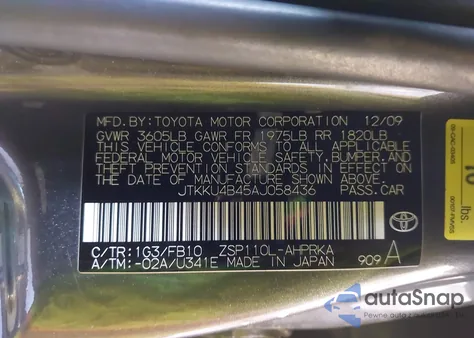 MFD.BY: TOYOTA MOTOR CORPORATION 12/09
GVWR 3605LB GAWR FR 1975LB RR 1820LB
THIS VEHICLE CONFORMS TO ALL APPLICABLE
FEDERAL MOTOR VEHICLE SAFETY, BUMPER, AND
THEFT PREVENTION STANDARDS IN EFFECT ON
THE DATE OF MANUFACTURE SHOWN ABOVE.
JTKKU4B45AJ058436 PASS.CAR
C/TR: 1G3/FB10 ZSP110L-AHPRKA
A/TM: -02A/U341E MADE IN JAPAN 909 A
TOYOTA
lbs.
autoSnap